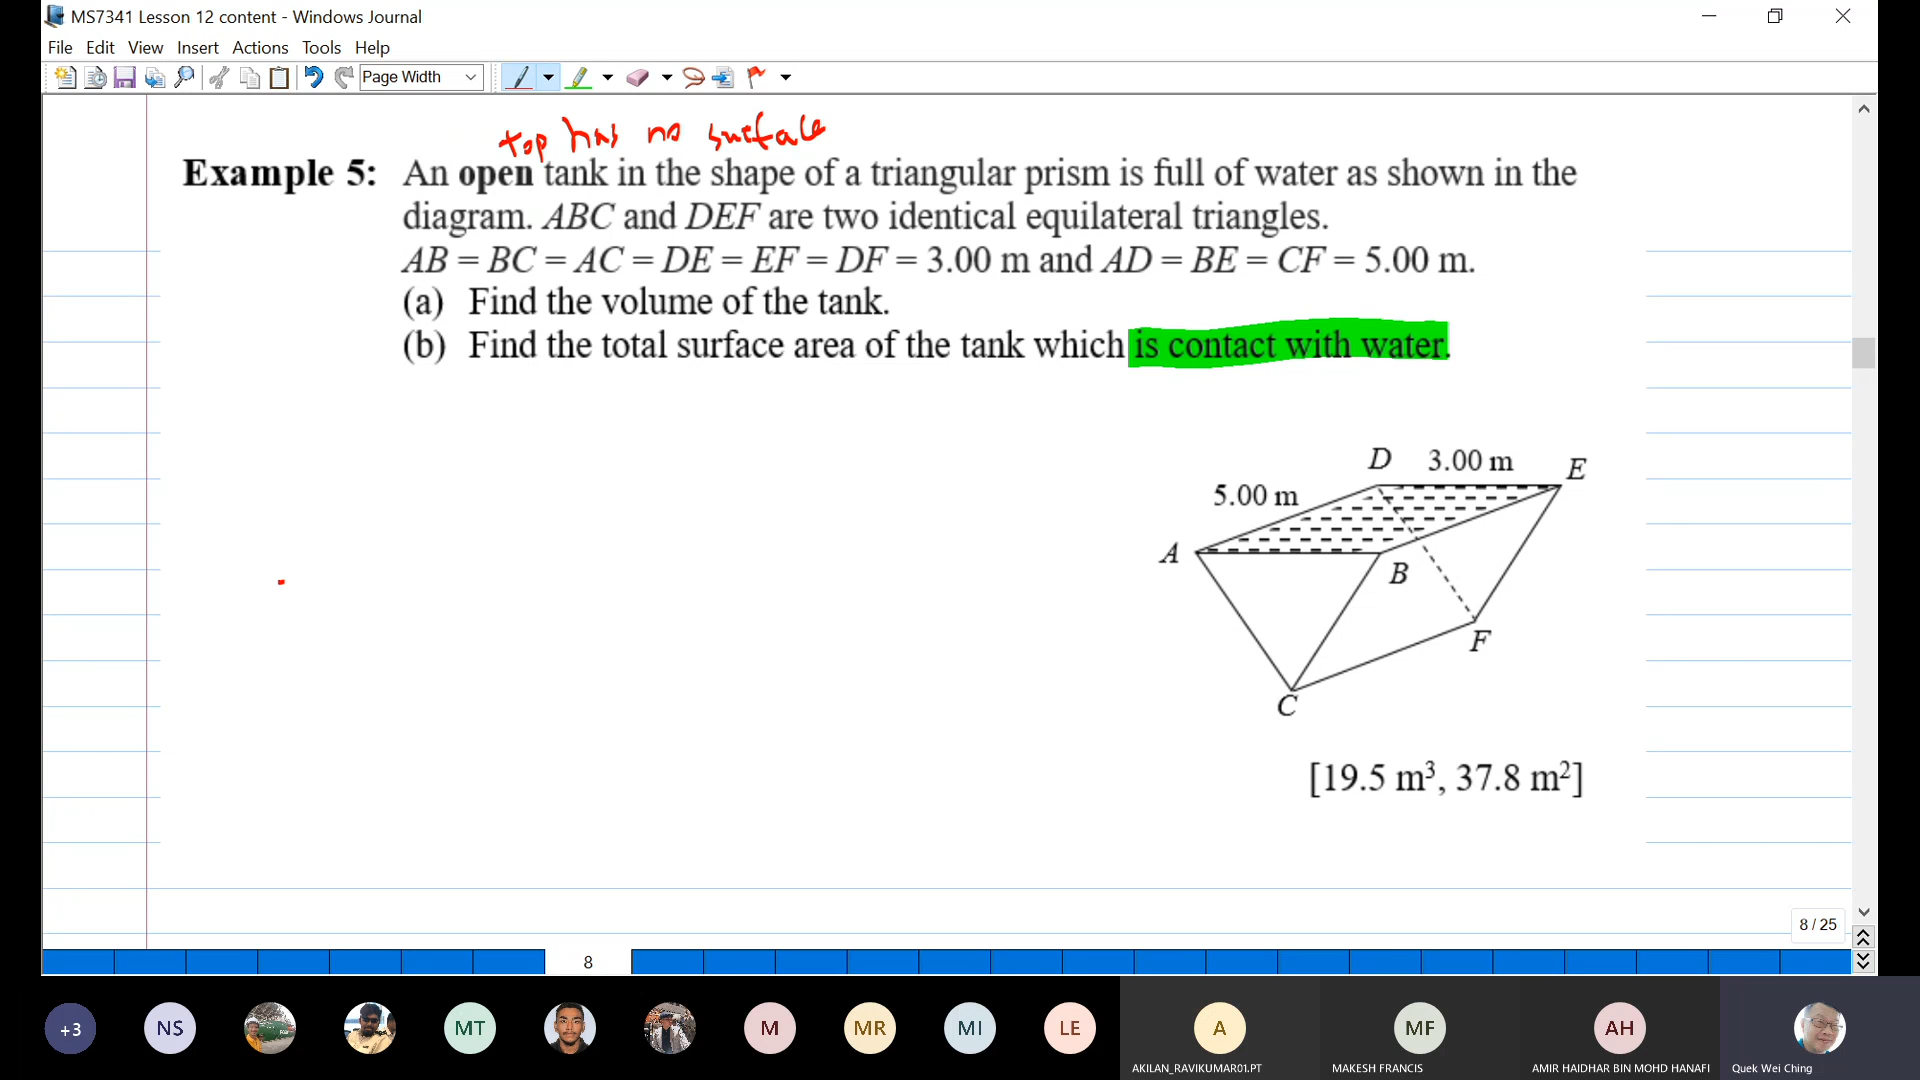 MS7341 Lesson 12 content - Windows Journal
File Edit View Insert Actions Tools Help
Page Width
top has no surface
Example 5: An open tank in the shape of a triangular prism is full of water as shown in the
diagram. ABC and DEF are two identical equilateral triangles.
AB = BC = AC = DE = EF = DF = 3.00 m and AD = BE = CF = 5.00 m.
(a) Find the volume of the tank.
(b) Find the total surface area of the tank which is contact with water.
D 3.00 m E
5.00 m
A
B
F
C
[19.5 m³, 37.8 m²]
8 / 25
8
+3 NS MT M MR MI LE A MF AH
AKILAN_RAVIKUMAR01.PT MAKESH FRANCIS AMIR HAIDHAR BIN MOHD HANAFI Quek Wei Ching